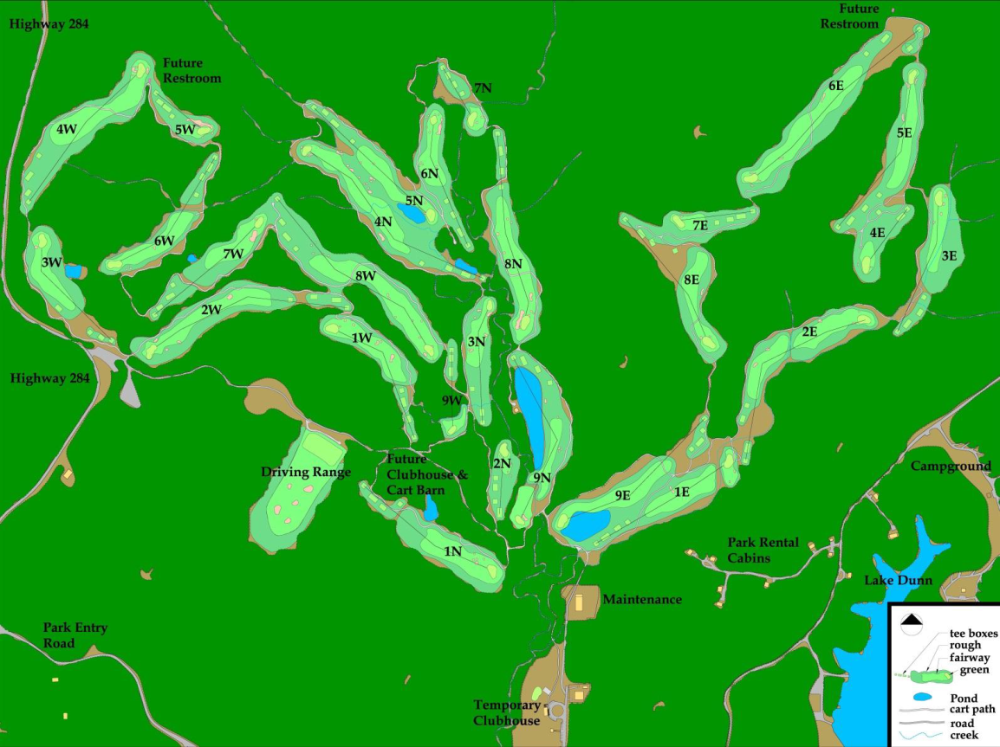 Highway 284
Future
Restroom
Future
Restroom
7N
6E
4W
5W
5E
6N
5N
4N
7E
4E
6W
7W
3W
3E
8N
8W
8E
2W
2E
1W
3N
Highway 284
9W
Future
Clubhouse &
Cart Barn
Driving Range
2N
9N
Campground
9E
1E
1N
Park Rental
Cabins
Lake Dunn
Maintenance
Park Entry
Road
Temporary
Clubhouse
tee boxes
rough
fairway
green
Pond
cart path
road
creek